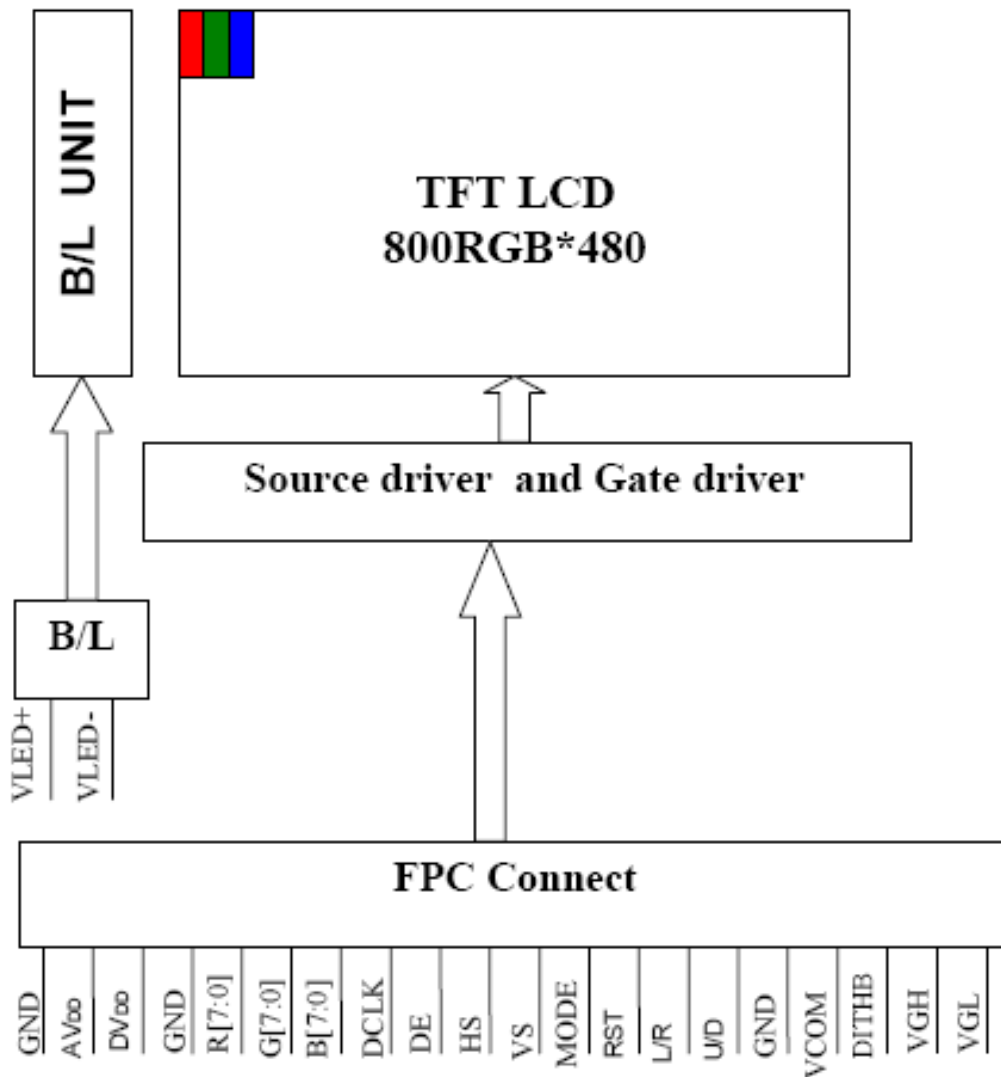 B/L UNIT
TFT LCD
800RGB*480
Source driver and Gate driver
B/L
VLED+
VLED-
FPC Connect
GND
AVDD
DVDD
GND
R[7:0]
G[7:0]
B[7:0]
DCLK
DE
HS
VS
MODE
RST
L/R
U/D
GND
VCOM
DITHB
VGH
VGL